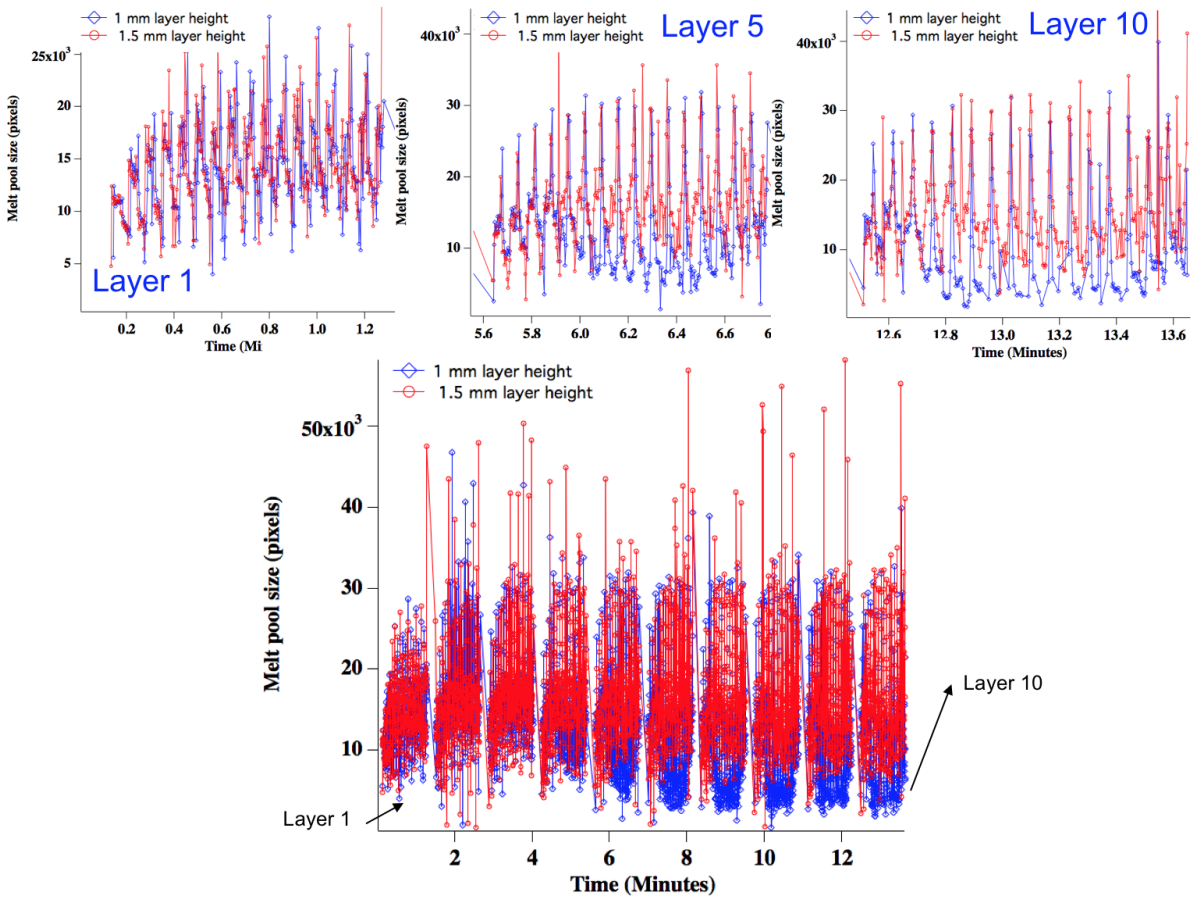 1 mm layer height
1.5 mm layer height
25x10³
20
15
10
5
Melt pool size (pixels)
Layer 1
0.2 0.4 0.6 0.8 1.0 1.2
Time (Mi
1 mm layer height
1.5 mm layer height
Layer 5
40x10³
30
20
10
Melt pool size (pixels)
5.6 5.8 6.0 6.2 6.4 6.6 6
1 mm layer height
1.5 mm layer height
Layer 10
40x10³
30
20
10
Melt pool size (pixels)
12.6 12.8 13.0 13.2 13.4 13.6
Time (Minutes)
1 mm layer height
1.5 mm layer height
50x10³
40
30
20
10
Melt pool size (pixels)
Layer 1
Layer 10
2 4 6 8 10 12
Time (Minutes)